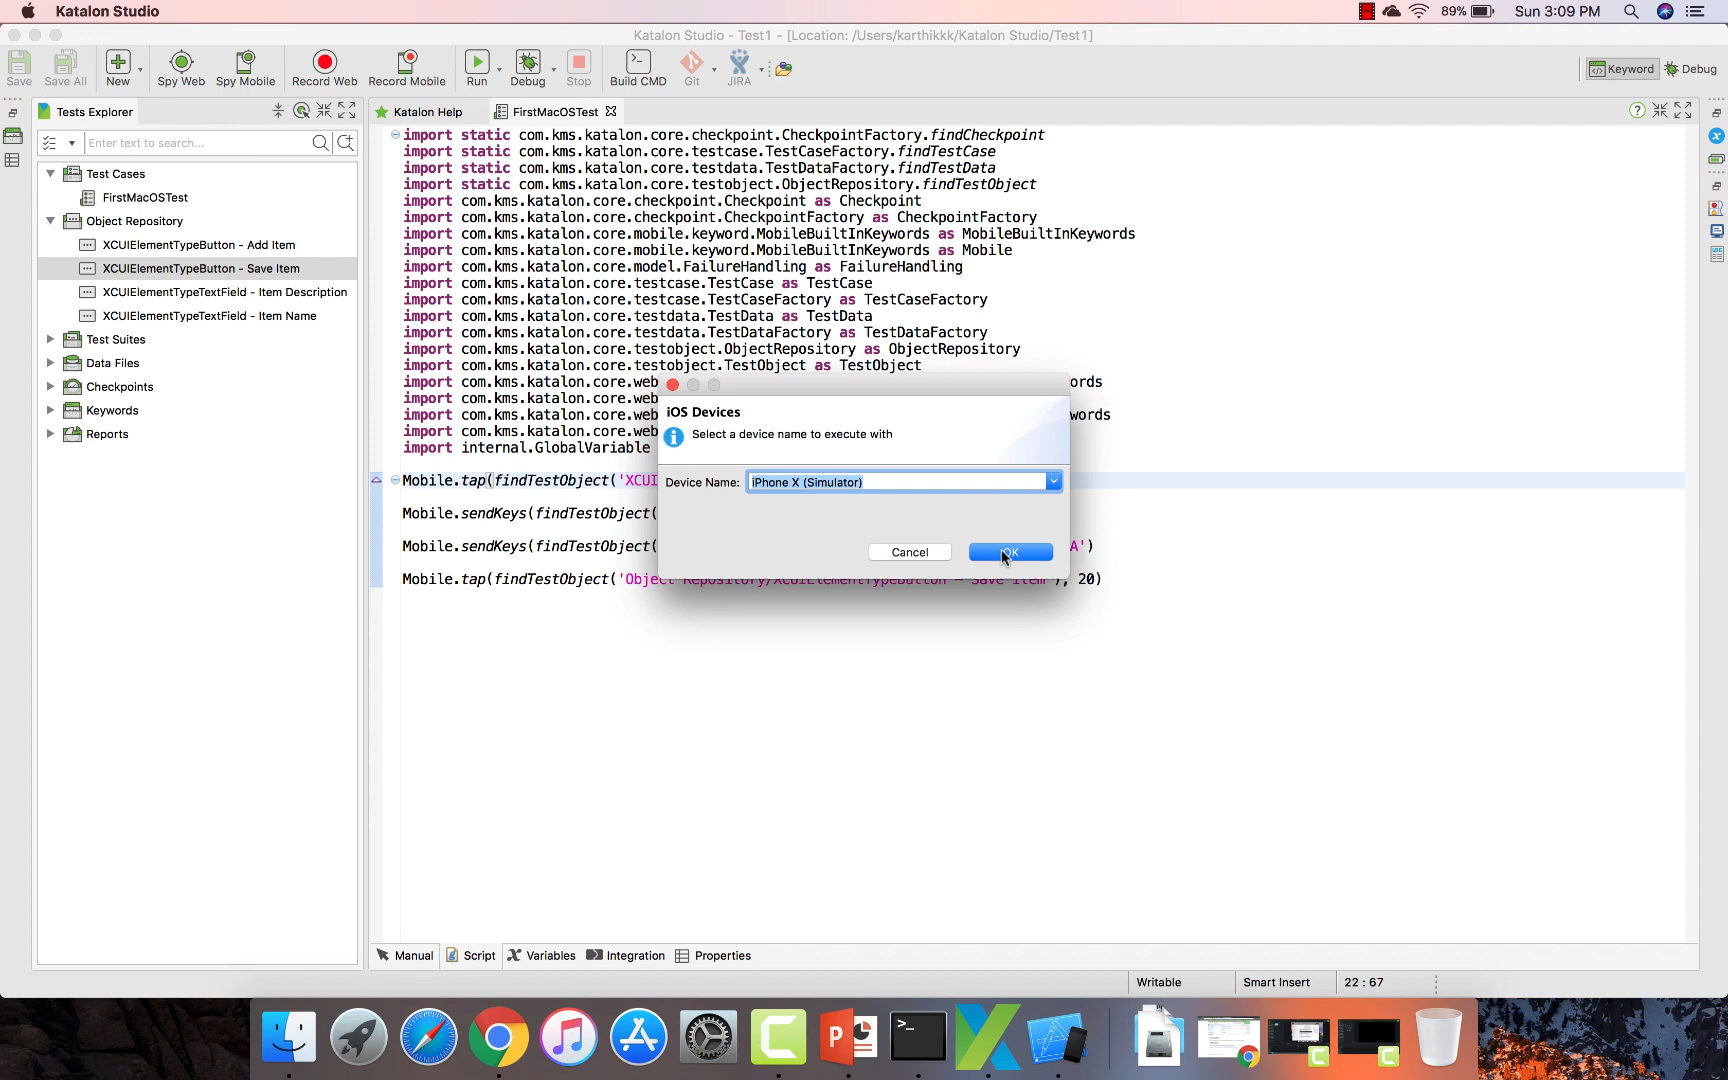 Katalon Studio
89%
Sun 3:09 PM
Katalon Studio - Test1 - [Location: /Users/karthikkk/Katalon Studio/Test1]
Save
Save All
New
Spy Web
Spy Mobile
Record Web
Record Mobile
Run
Debug
Stop
Build CMD
Git
JIRA
Keyword
Debug
Tests Explorer
Enter text to search...
Test Cases
FirstMacOSTest
Object Repository
XCUIElementTypeButton - Add Item
XCUIElementTypeButton - Save Item
XCUIElementTypeTextField - Item Description
XCUIElementTypeTextField - Item Name
Test Suites
Data Files
Checkpoints
Keywords
Reports
Katalon Help
FirstMacOSTest
import static com.kms.katalon.core.checkpoint.CheckpointFactory.findCheckpoint
import static com.kms.katalon.core.testcase.TestCaseFactory.findTestCase
import static com.kms.katalon.core.testdata.TestDataFactory.findTestData
import static com.kms.katalon.core.testobject.ObjectRepository.findTestObject
import com.kms.katalon.core.checkpoint.Checkpoint as Checkpoint
import com.kms.katalon.core.checkpoint.CheckpointFactory as CheckpointFactory
import com.kms.katalon.core.mobile.keyword.MobileBuiltInKeywords as MobileBuiltInKeywords
import com.kms.katalon.core.mobile.keyword.MobileBuiltInKeywords as Mobile
import com.kms.katalon.core.model.FailureHandling as FailureHandling
import com.kms.katalon.core.testcase.TestCase as TestCase
import com.kms.katalon.core.testcase.TestCaseFactory as TestCaseFactory
import com.kms.katalon.core.testdata.TestData as TestData
import com.kms.katalon.core.testdata.TestDataFactory as TestDataFactory
import com.kms.katalon.core.testobject.ObjectRepository as ObjectRepository
import com.kms.katalon.core.testobject.TestObject as TestObject
import com.kms.katalon.core.web ords
import com.kms.katalon.core.web
import com.kms.katalon.core.web words
import com.kms.katalon.core.web
import internal.GlobalVariable
Mobile.tap(findTestObject('XCUI
Mobile.sendKeys(findTestObject(
Mobile.sendKeys(findTestObject( A')
Mobile.tap(findTestObject('Object Repository/XCUIElementTypeButton - Save Item'), 20)
iOS Devices
Select a device name to execute with
Device Name:
iPhone X (Simulator)
Cancel
OK
Manual
Script
Variables
Integration
Properties
Writable
Smart Insert
22 : 67